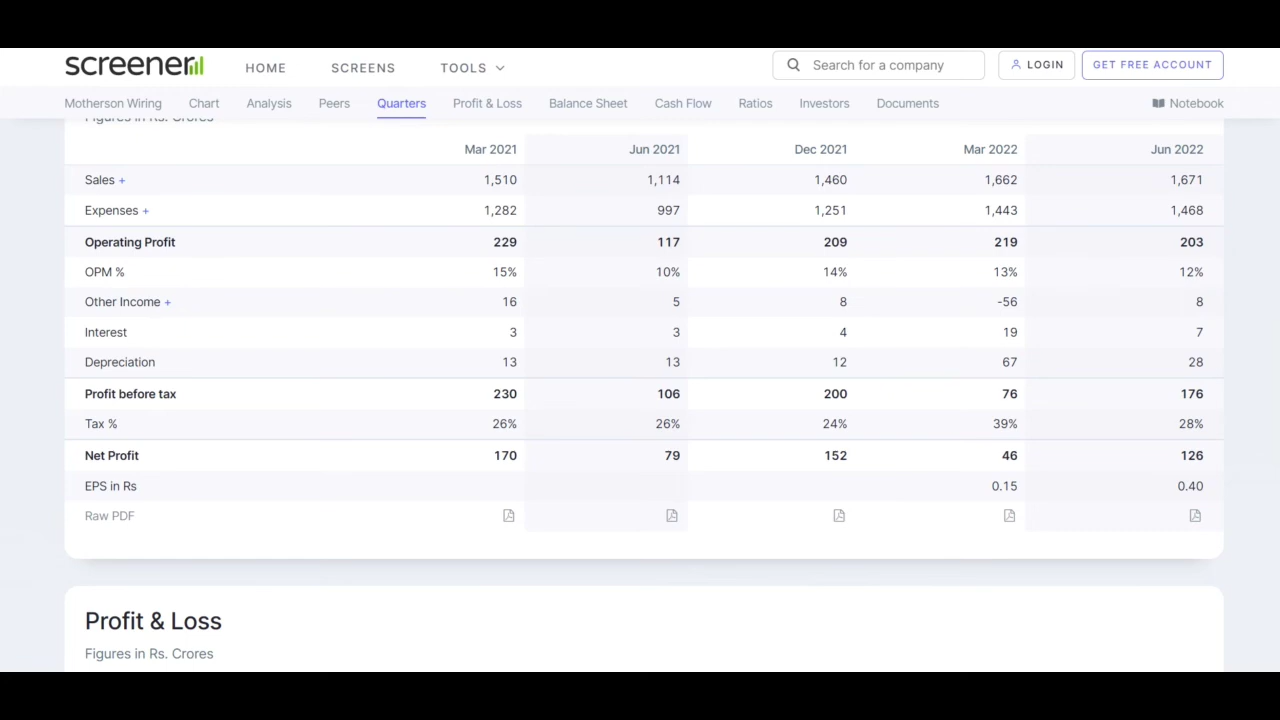 screener
HOME SCREENS TOOLS
Search for a company
LOGIN
GET FREE ACCOUNT
Motherson Wiring Chart Analysis Peers Quarters Profit & Loss Balance Sheet Cash Flow Ratios Investors Documents Notebook
Figures in Rs. Crores
Mar 2021 Jun 2021 Dec 2021 Mar 2022 Jun 2022
Sales + 1,510 1,114 1,460 1,662 1,671
Expenses + 1,282 997 1,251 1,443 1,468
Operating Profit 229 117 209 219 203
OPM % 15% 10% 14% 13% 12%
Other Income + 16 5 8 -56 8
Interest 3 3 4 19 7
Depreciation 13 13 12 67 28
Profit before tax 230 106 200 76 176
Tax % 26% 26% 24% 39% 28%
Net Profit 170 79 152 46 126
EPS in Rs 0.15 0.40
Raw PDF
Profit & Loss
Figures in Rs. Crores